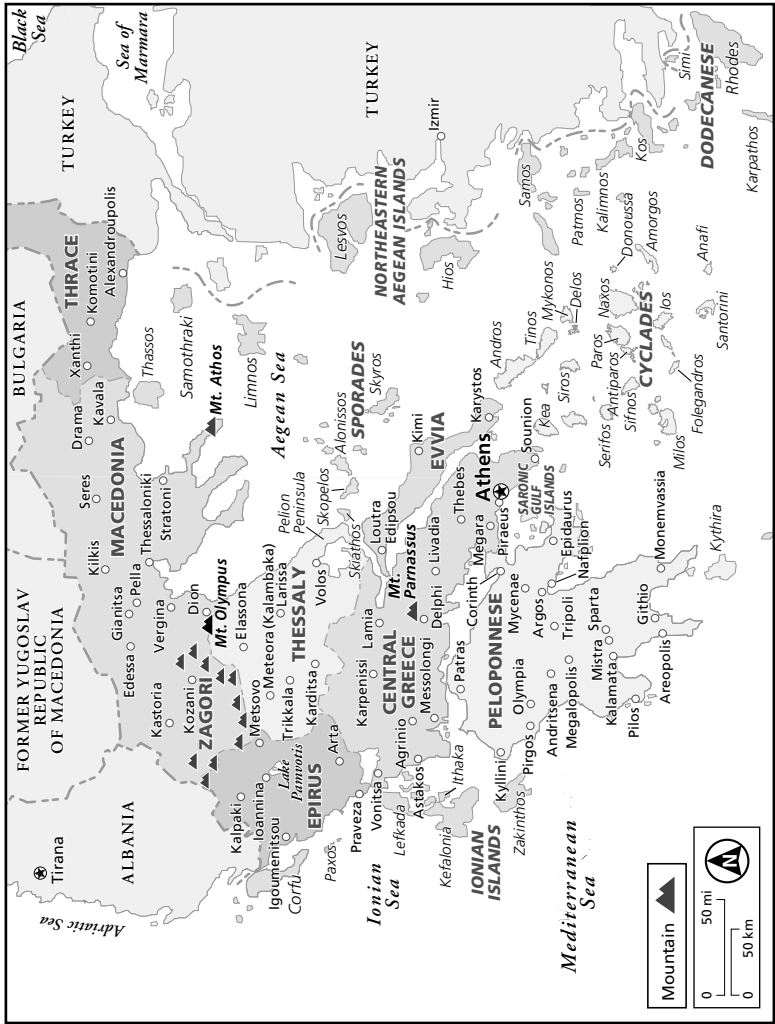 Black
Sea
Sea of
Marmara
TURKEY
TURKEY
BULGARIA
FORMER YUGOSLAV
REPUBLIC
OF MACEDONIA
ALBANIA
Tirana
Adriatic Sea
THRACE
Komotini
Alexandroupolis
Xanthi
Drama
Kavala
Seres
MACEDONIA
Kilkis
Thessaloniki
Stratoni
Gianitsa
Pella
Edessa
Vergina
Dion
Mt. Olympus
Kastoria
Kozani
ZAGORI
Elassona
Metsovo
Meteora (Kalambaka)
Larissa
Trikkala
THESSALY
Karditsa
Volos
Pelion
Peninsula
Kalpaki
Ioannina
Lake
Pamvotis
Igoumenitsou
EPIRUS
Arta
Corfu
Paxos
Praveza
Vonitsa
Ionian
Sea
Lefkada
Astakos
Agrinio
Ithaka
Kefalonia
IONIAN
ISLANDS
Zakinthos
Karpenissi
Lamia
CENTRAL
GREECE
Messolongi
Mt.
Parnassus
Delphi
Livadia
Loutra
Edipsou
Thebes
Kimi
EVVIA
Karystos
Athens
Piraeus
Megara
Corinth
Sounion
SARONIC
GULF
ISLANDS
Patras
PELOPONNESE
Kyllini
Pirgos
Olympia
Andritsena
Megalopolis
Mycenae
Argos
Tripoli
Epidaurus
Nafplion
Sparta
Mistra
Kalamata
Pilos
Githio
Areopolis
Monemvassia
Kythira
Thassos
Samothraki
Mt. Athos
Limnos
Aegean Sea
SPORADES
Skyros
Alonissos
Skopelos
Skiathos
NORTHEASTERN
AEGEAN ISLANDS
Lesvos
Izmir
Hios
Samos
Andros
Tinos
Mykonos
Delos
Kea
Siros
Paros
Naxos
Antiparos
Serifos
Sifnos
CYCLADES
Ios
Milos
Folegandros
Santorini
Anafi
Amorgos
Donoussa
Patmos
Kalimnos
Kos
DODECANESE
Simi
Rhodes
Karpathos
Mediterranean
Sea
Mountain
0
50 mi
0
50 km
N